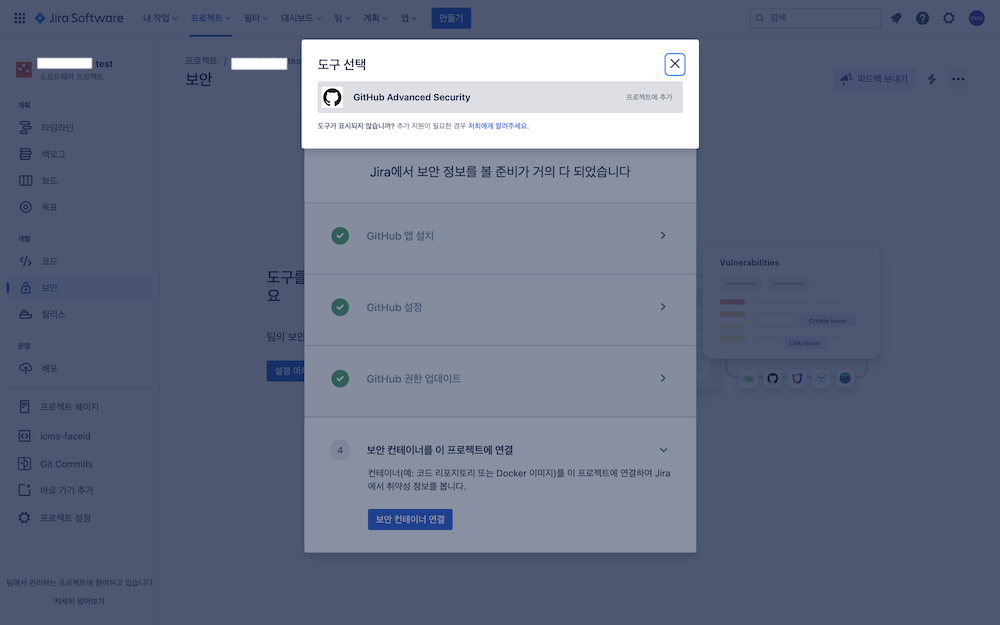 Jira Software
내 작업
프로젝트
필터
대시보드
팀
계획
앱
만들기
검색
test
소프트웨어 프로젝트
계획
타임라인
백로그
보드
목표
개발
코드
보안
릴리스
운영
배포
프로젝트 페이지
icms-faceid
Git Commits
바로 가기 추가
프로젝트 설정
팀에서 관리하는 프로젝트에 참여하고 있습니다
자세히 알아보기
프로젝트 /
보안
피드백 보내기
도구 선택
GitHub Advanced Security
프로젝트에 추가
도구가 표시되지 않습니까? 추가 지원이 필요한 경우 저희에게 알려주세요.
Jira에서 보안 정보를 볼 준비가 거의 다 되었습니다
GitHub 앱 설치
GitHub 설정
GitHub 권한 업데이트
4
보안 컨테이너를 이 프로젝트에 연결
컨테이너(예: 코드 리포지토리 또는 Docker 이미지)를 이 프로젝트에 연결하여 Jira
에서 취약성 정보를 봅니다.
보안 컨테이너 연결
도구를
요
팀의 보안
설정 마
Vulnerabilities
Create issue
Link issue